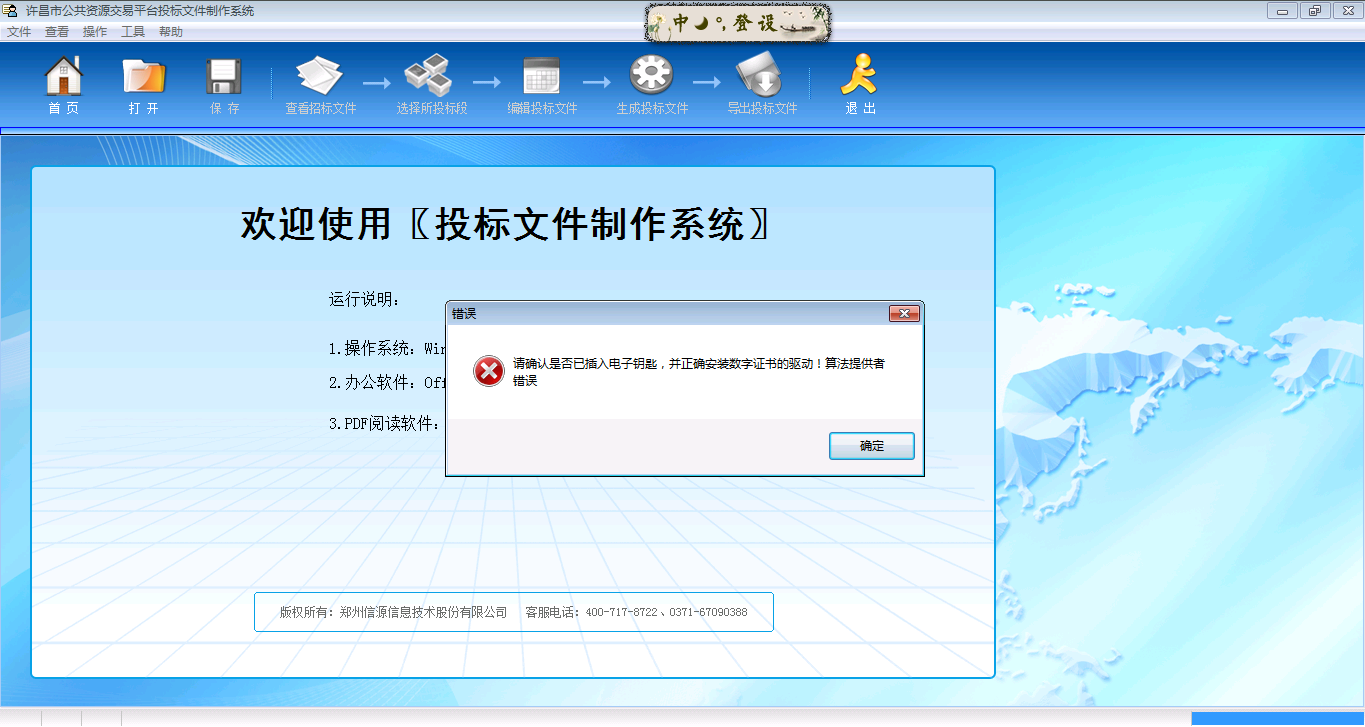 许昌市公共资源交易平台投标文件制作系统
中 登 设
文件 查看 操作 工具 帮助
首 页 打 开 保 存 查看招标文件 选择所投标段 编辑投标文件 生成投标文件 导出投标文件 退 出
欢迎使用〖投标文件制作系统〗
运行说明:
错误
1.操作系统: Win
请确认是否已插入电子钥匙，并正确安装数字证书的驱动！算法提供者
错误
2.办公软件: Off
3.PDF阅读软件:
确定
版权所有: 郑州信源信息技术股份有限公司 客服电话: 400-717-8722、0371-67090388